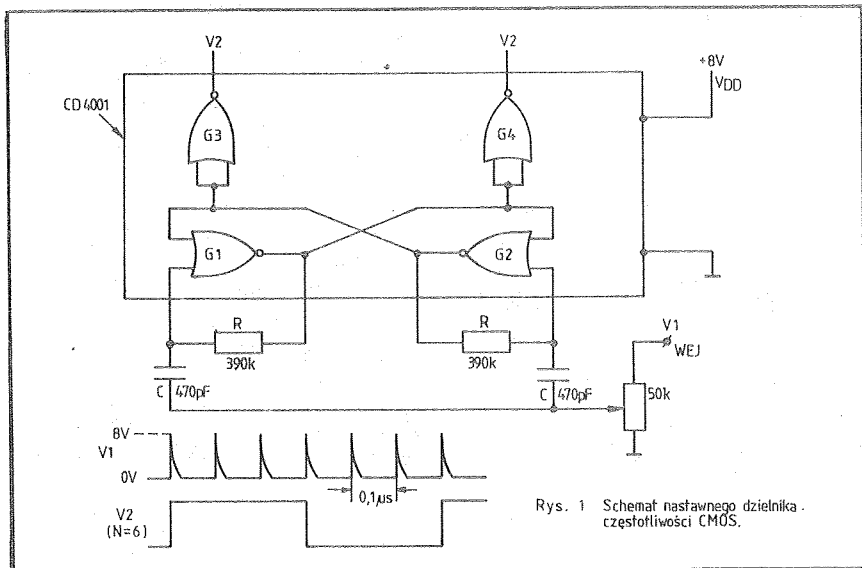 V2
V2
+8V
VDD
CD4001
G3
G4
G1
G2
R
390k
R
390k
C 470pF
C 470pF
V1
WEJ
50k
8V
V1
0V
0,1µs
V2
(N=6)
Rys. 1 Schemat nastawnego dzielnika
częstotliwości CMOS.